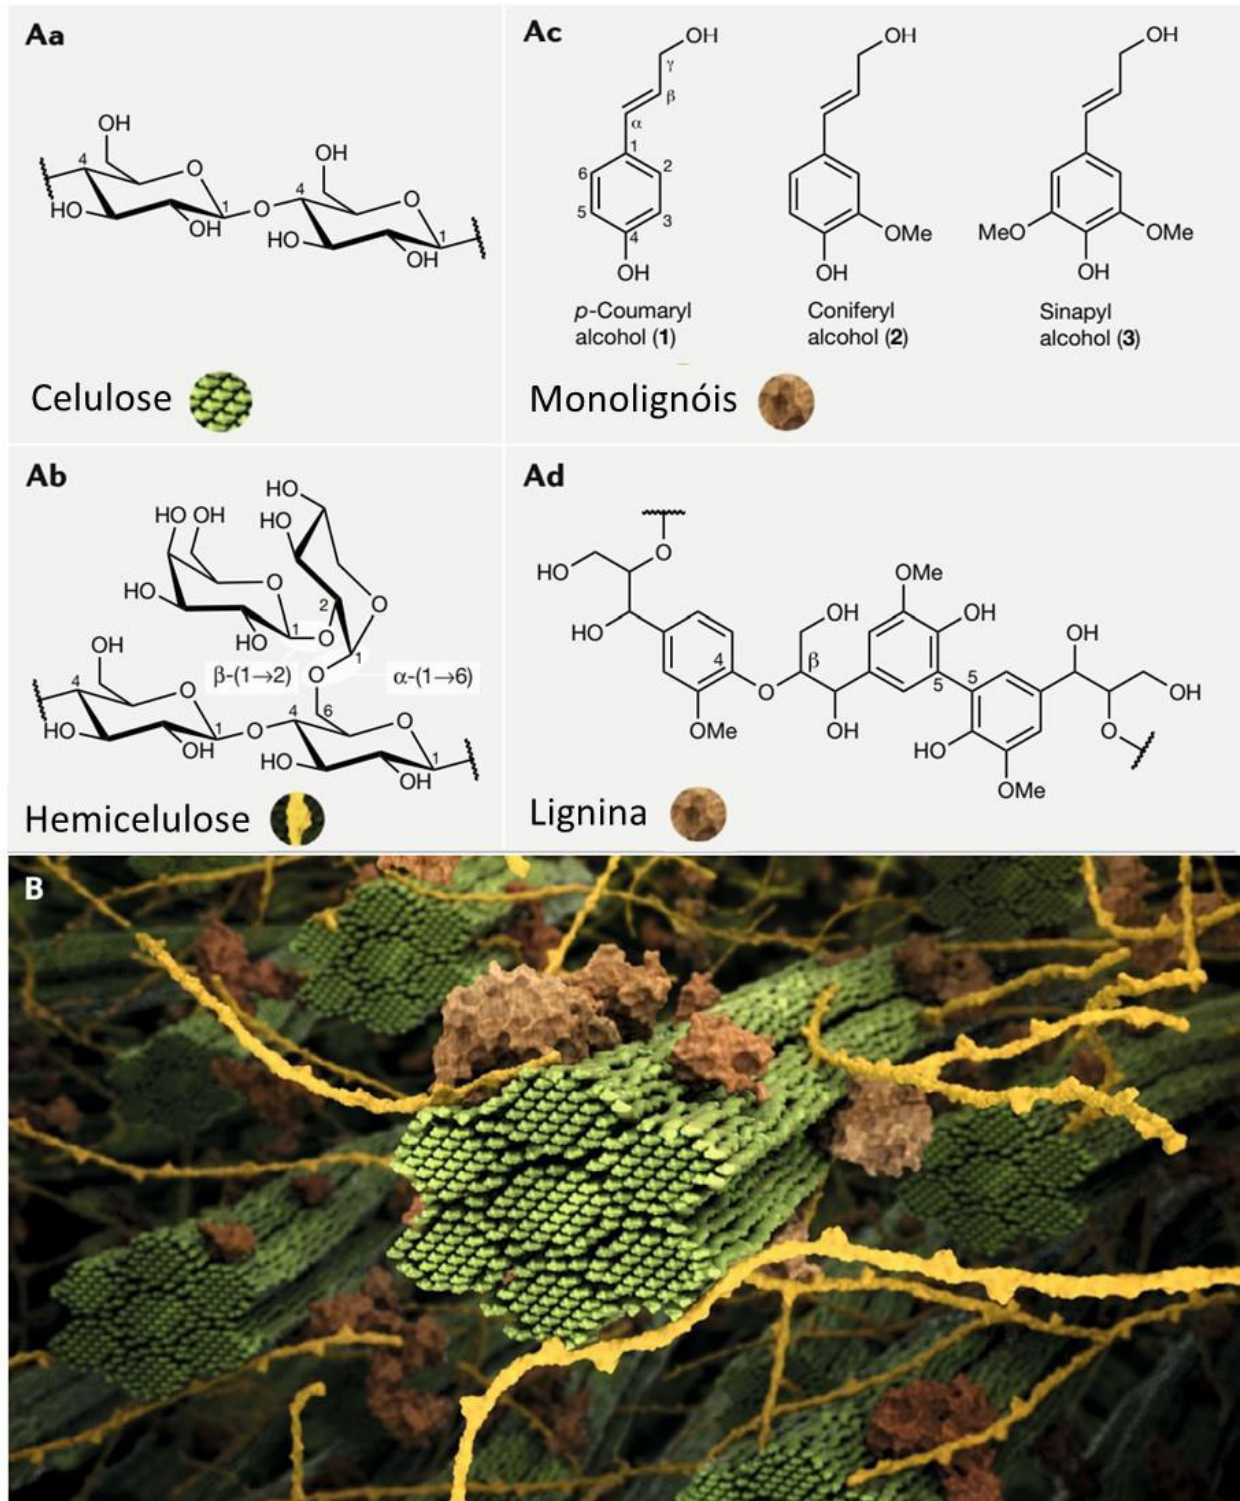 Aa
OH
4
O
OH
HO
OH
1
O
4
O
HO
OH
1
Celulose
Ac
OH
γ
β
α
1
6
2
5
3
4
OH
p-Coumaryl
alcohol (1)
OH
OMe
OH
Coniferyl
alcohol (2)
OH
MeO
OMe
OH
Sinapyl
alcohol (3)
Monolignóis
Ab
HO
HO OH
HO
O
HO
2
O
HO
1
O
1
OH
β-(1→2)
O
α-(1→6)
4
O
6
HO
OH
1
O
4
O
HO
OH
1
Hemicelulose
Ad
O
HO
HO
4
OMe
O
OH
β
OH
OMe
OH
5
5
HO
OMe
OH
OH
O
Lignina
B